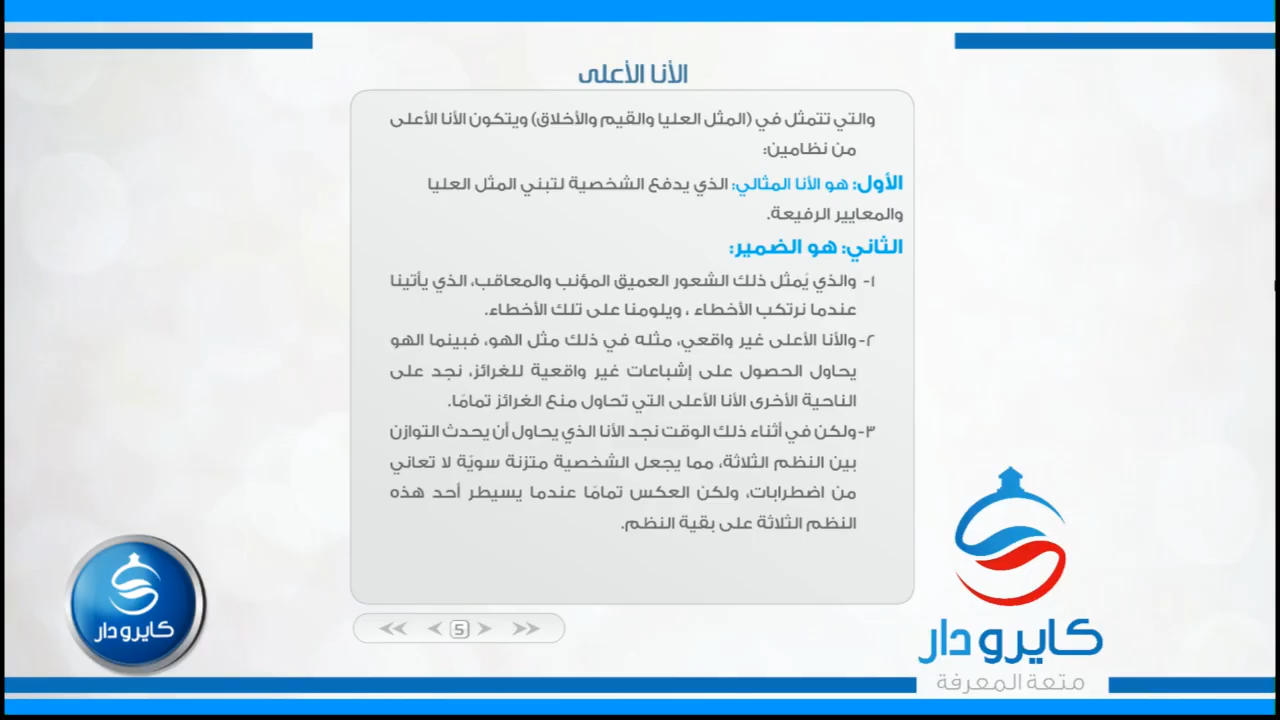 الأنا الأعلى
والتي تتمثل في (المثل العليا والقيم والأخلاق) ويتكون الأنا الأعلى
من نظامين:
الأول: هو الأنا المثالي: الذي يدفع الشخصية لتبني المثل العليا
والمعايير الرفيعة.
الثاني: هو الضمير:
١- والذي يُمثل ذلك الشعور العميق المؤنب والمعاقب، الذي يأتينا
عندما نرتكب الأخطاء ، ويلومنا على تلك الأخطاء.
٢- والأنا الأعلى غير واقعي، مثله في ذلك مثل الهو، فبينما الهو
يحاول الحصول على إشباعات غير واقعية للغرائز، نجد على
الناحية الأخرى الأنا الأعلى التي تحاول منع الغرائز تمامًا.
٣- ولكن في أثناء ذلك الوقت نجد الأنا الذي يحاول أن يحدث التوازن
بين النظم الثلاثة، مما يجعل الشخصية متزنة سويّة لا تعاني
من اضطرابات، ولكن العكس تمامًا عندما يسيطر أحد هذه
النظم الثلاثة على بقية النظم.
5
كايرو دار
كايرو دار
متعة المعرفة